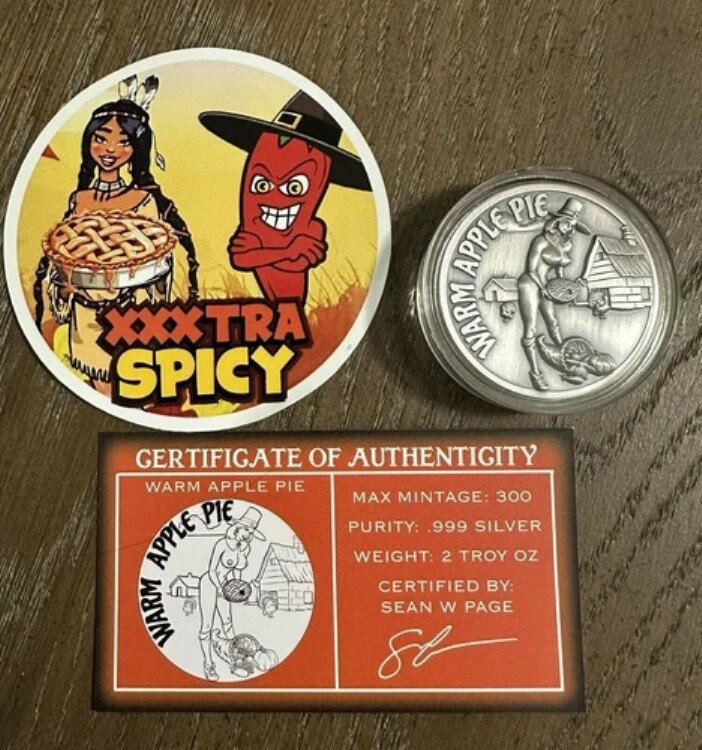 XXXTRA
SPICY
WARM APPLE PIE
CERTIFICATE OF AUTHENTICITY
WARM APPLE PIE
WARM APPLE PIE
MAX MINTAGE: 300
PURITY: .999 SILVER
WEIGHT: 2 TROY OZ
CERTIFIED BY:
SEAN W PAGE